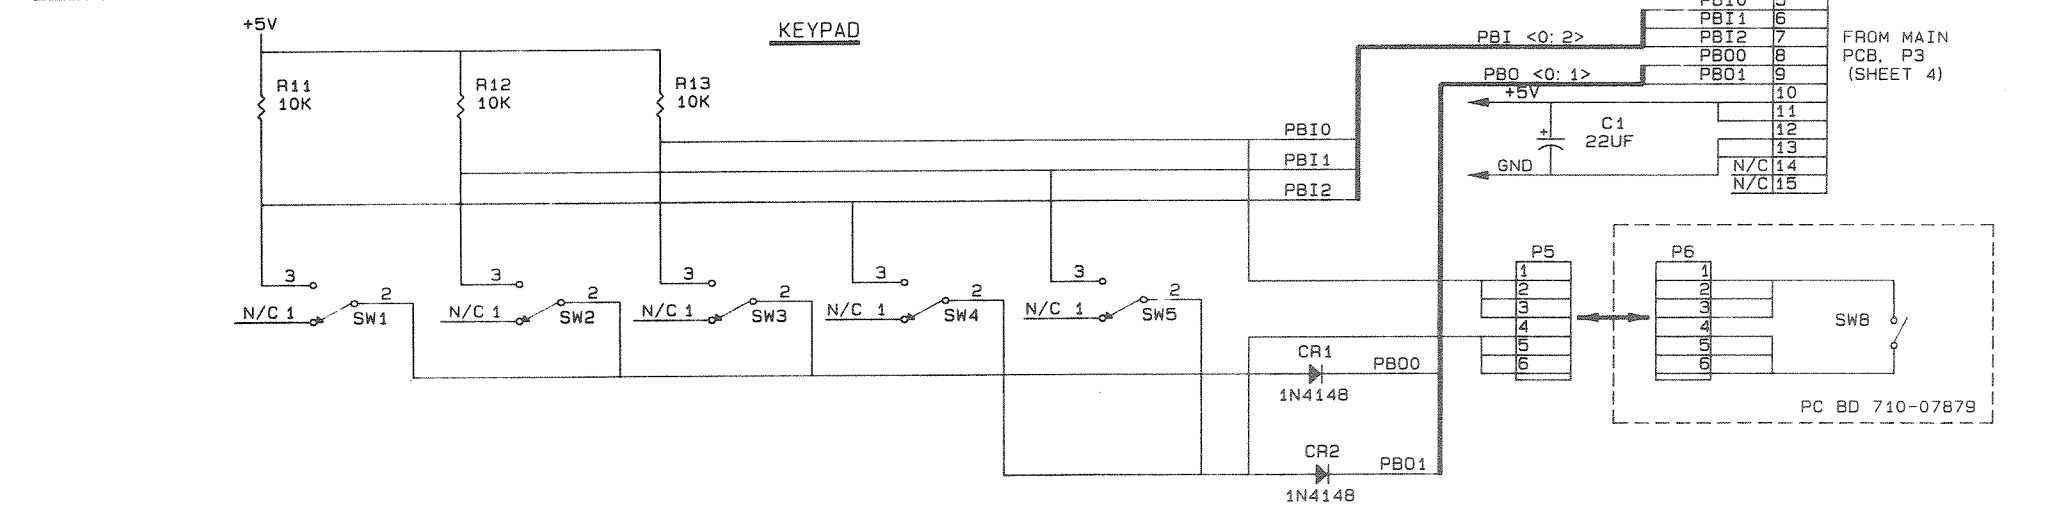 +5V
KEYPAD
R11
10K
R12
10K
R13
10K
PBI0
PBI1
PBI2
PBI <0: 2>
PBO <0: 1>
+5V
C1
+
22UF
GND
PBI1 6
PBI2 7
PBO0 8
PBO1 9
10
11
12
13
N/C 14
N/C 15
FROM MAIN
PCB, P3
(SHEET 4)
3
N/C 1
2
SW1
3
N/C 1
2
SW2
3
N/C 1
2
SW3
3
N/C 1
2
SW4
3
N/C 1
2
SW5
CR1
1N4148
PBO0
CR2
1N4148
PBO1
P5
1
2
3
4
5
6
P6
1
2
3
4
5
6
SW8
PC BD 710-07879